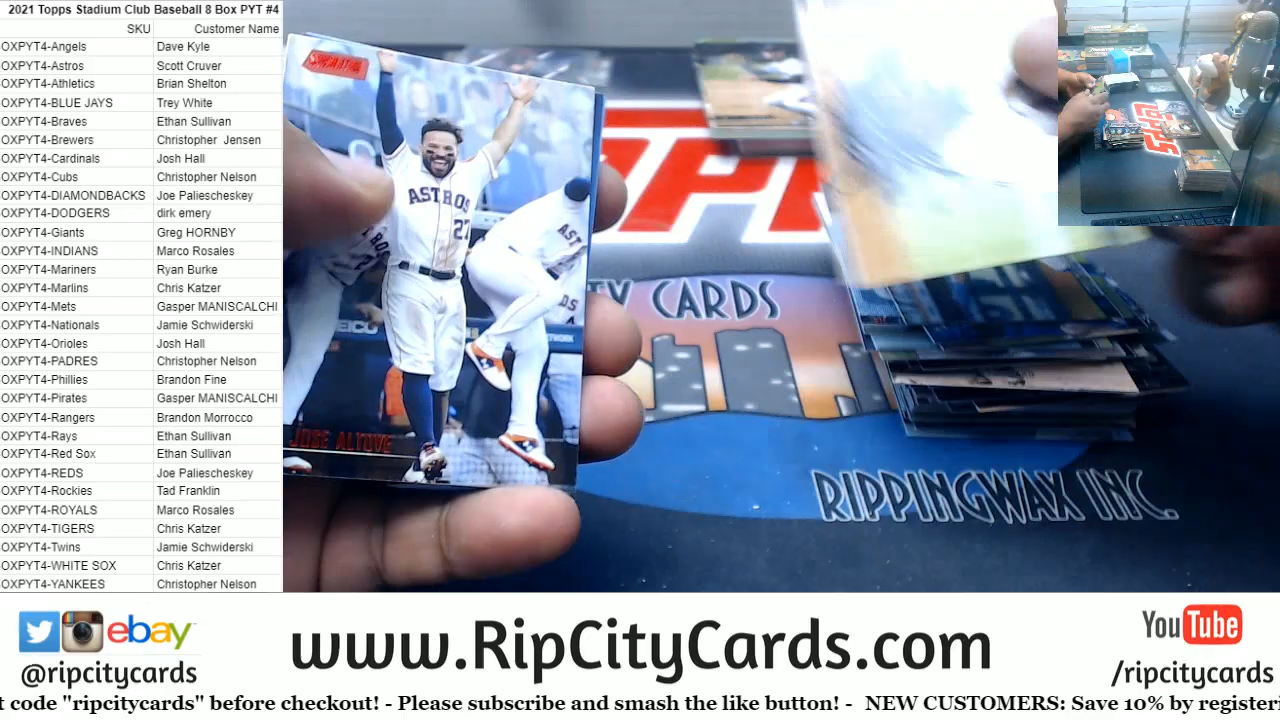 2021 Topps Stadium Club Baseball 8 Box PYT #4
SKU Customer Name
OXPYT4-Angels Dave Kyle
OXPYT4-Astros Scott Cruver
OXPYT4-Athletics Brian Shelton
OXPYT4-BLUE JAYS Trey White
OXPYT4-Braves Ethan Sullivan
OXPYT4-Brewers Christopher Jensen
OXPYT4-Cardinals Josh Hall
OXPYT4-Cubs Christopher Nelson
OXPYT4-DIAMONDBACKS Joe Paliescheskey
OXPYT4-DODGERS dirk emery
OXPYT4-Giants Greg HORNBY
OXPYT4-INDIANS Marco Rosales
OXPYT4-Mariners Ryan Burke
OXPYT4-Marlins Chris Katzer
OXPYT4-Mets Gasper MANISCALCHI
OXPYT4-Nationals Jamie Schwiderski
OXPYT4-Orioles Josh Hall
OXPYT4-PADRES Christopher Nelson
OXPYT4-Phillies Brandon Fine
OXPYT4-Pirates Gasper MANISCALCHI
OXPYT4-Rangers Brandon Morrocco
OXPYT4-Rays Ethan Sullivan
OXPYT4-Red Sox Ethan Sullivan
OXPYT4-REDS Joe Paliescheskey
OXPYT4-Rockies Tad Franklin
OXPYT4-ROYALS Marco Rosales
OXPYT4-TIGERS Chris Katzer
OXPYT4-Twins Jamie Schwiderski
OXPYT4-WHITE SOX Chris Katzer
OXPYT4-YANKEES Christopher Nelson
ASTROS
27
JOSE ALTUVE
TOPPS
TY CARDS
RIPPINGWAX INC.
ebay
@ripcitycards
www.RipCityCards.com
YouTube
/ripcitycards
t code "ripcitycards" before checkout! - Please subscribe and smash the like button! - NEW CUSTOMERS: Save 10% by register